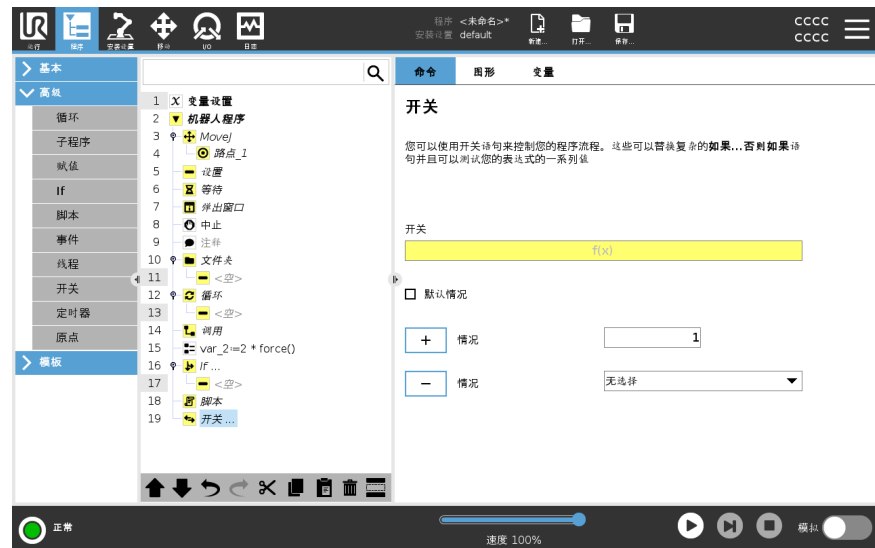 UR
运行
程序
安装设置
移动
I/O
日志
程序 <未命名>*
安装设置 default
新建...
打开...
保存...
CCCC
CCCC
基本
高级
循环
子程序
赋值
If
脚本
事件
线程
开关
定时器
原点
模板
1 X 变量设置
2 机器人程序
3 MoveJ
4 路点_1
5 设置
6 等待
7 弹出窗口
8 中止
9 注释
10 文件夹
11 <空>
12 循环
13 <空>
14 调用
15 var_2:=2 * force()
16 If ...
17 <空>
18 脚本
19 开关 ...
命令 图形 变量
开关
您可以使用开关语句来控制您的程序流程。这些可以替换复杂的如果...否则如果语
句并且可以测试您的表达式的一系列值
开关
f(x)
默认情况
+ 情况 1
− 情况 无选择
正常
速度 100%
模拟